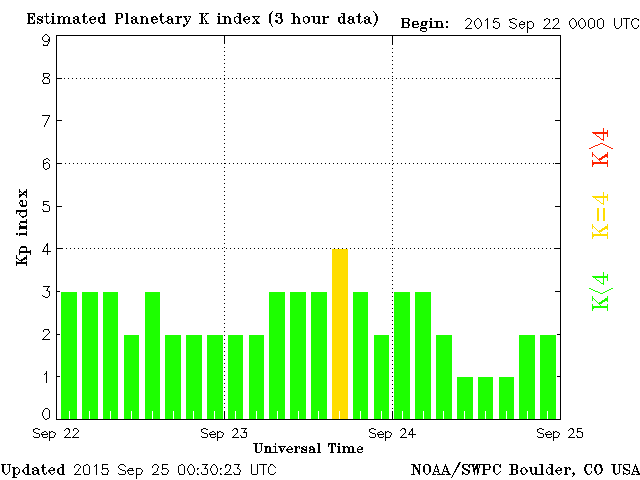 Estimated Planetary K index (3 hour data) Begin: 2015 Sep 22 0000 UTC
9
8
7
6
5
4
3
2
1
0
Kp index
K>4
K=4
K<4
Sep 22 Sep 23 Sep 24 Sep 25
Universal Time
Updated 2015 Sep 25 00:30:23 UTC NOAA/SWPC Boulder, CO USA